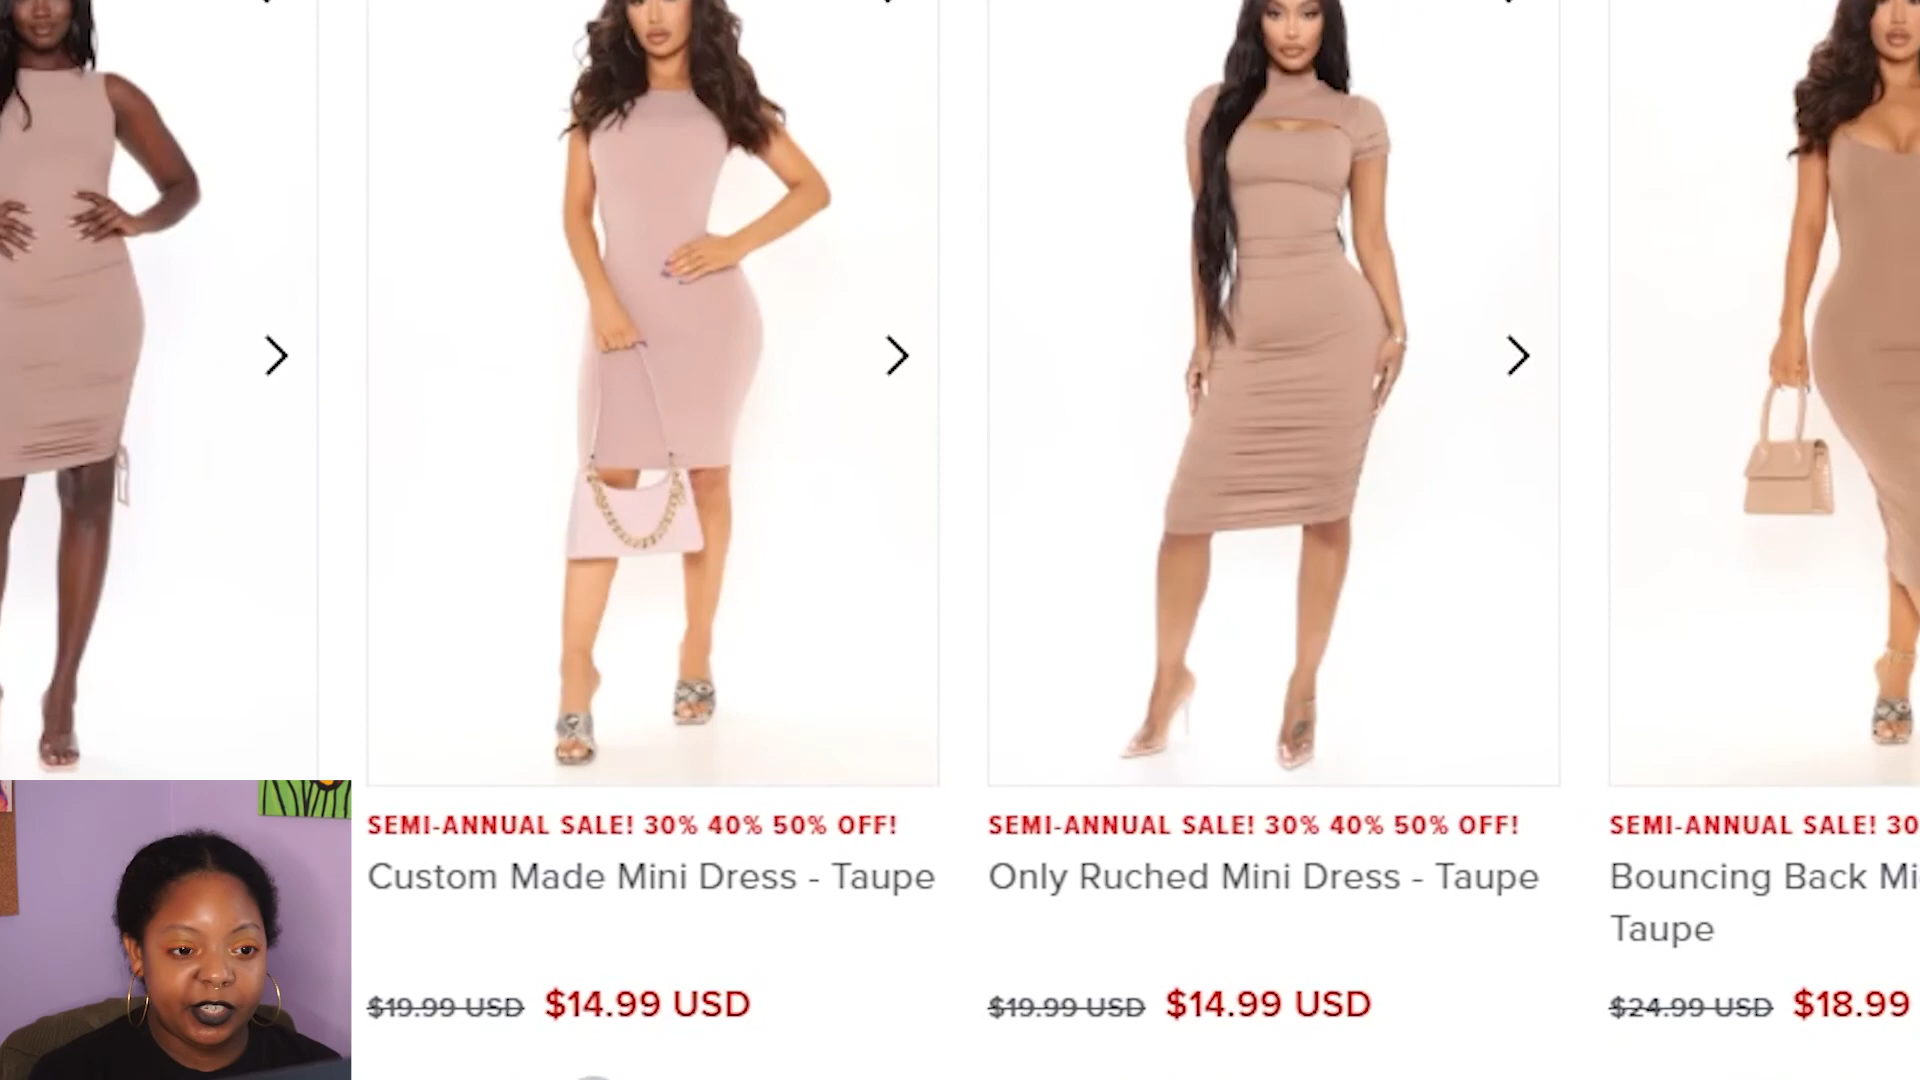 SEMI-ANNUAL SALE! 30% 40% 50% OFF!
Custom Made Mini Dress - Taupe
$19.99 USD $14.99 USD
SEMI-ANNUAL SALE! 30% 40% 50% OFF!
Only Ruched Mini Dress - Taupe
$19.99 USD $14.99 USD
SEMI-ANNUAL SALE! 30
Bouncing Back Mi
Taupe
$24.99 USD $18.99